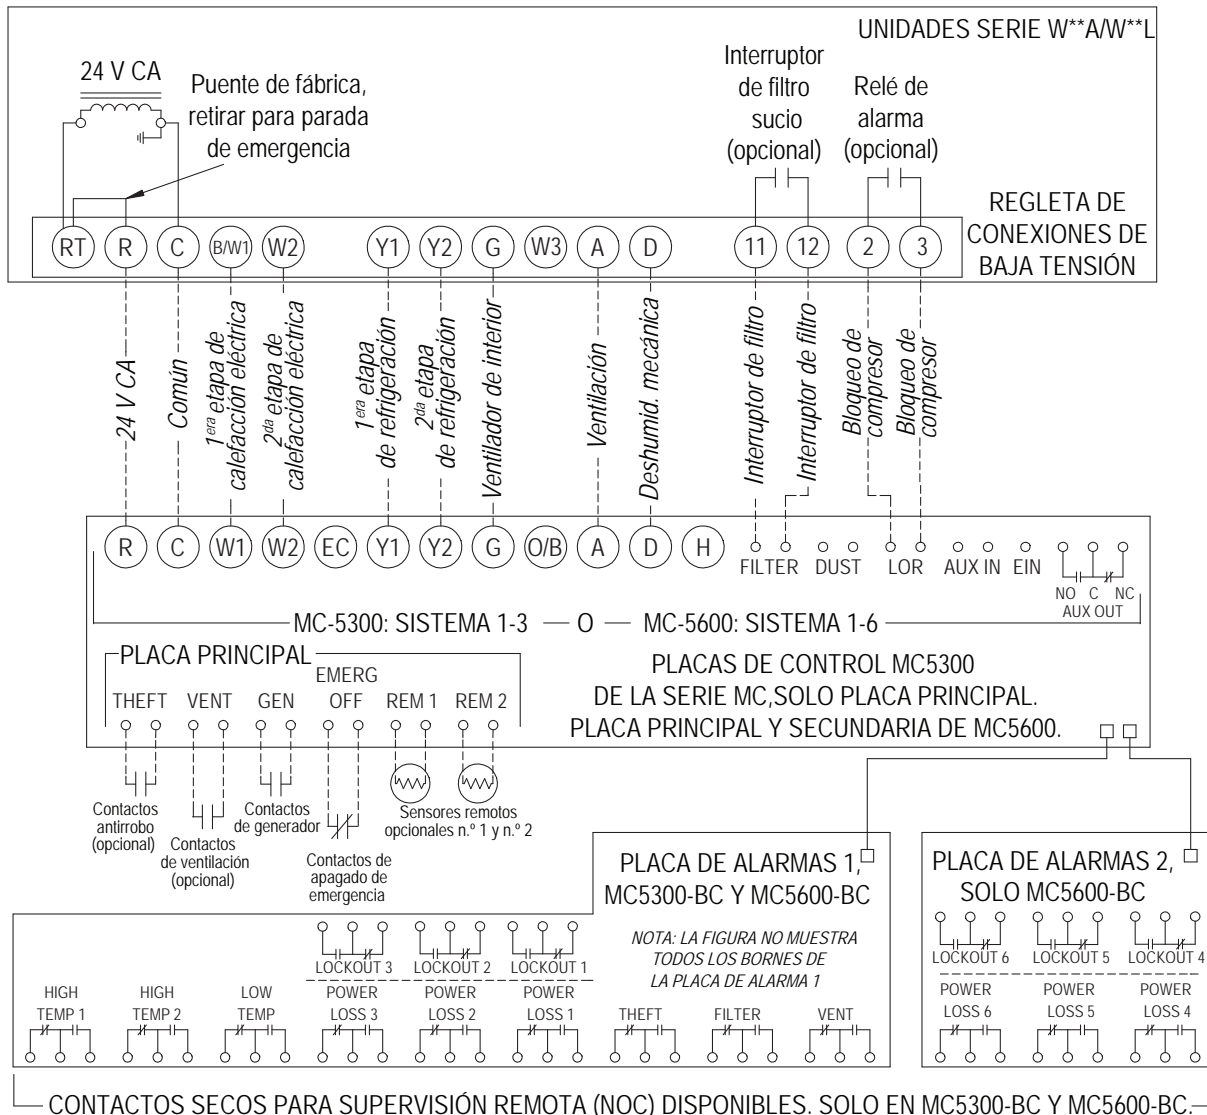 UNIDADES SERIE W**A/W**L
24 V CA
Puente de fábrica,
retirar para parada
de emergencia
Interruptor
de filtro
sucio
(opcional)
Relé de
alarma
(opcional)
REGLETA DE
CONEXIONES DE
BAJA TENSIÓN
RT R C B/W1 W2 Y1 Y2 G W3 A D 11 12 2 3
24 V CA
Común
1era etapa de
calefacción eléctrica
2da etapa de
calefacción eléctrica
1era etapa
de refrigeración
2da etapa
de refrigeración
Ventilador de interior
Ventilación
Deshumid. mecánica
Interruptor de filtro
Interruptor de filtro
Bloqueo de
compresor
Bloqueo de
compresor
R C W1 W2 EC Y1 Y2 G O/B A D H
FILTER DUST LOR AUX IN EIN
NO C NC
AUX OUT
MC-5300: SISTEMA 1-3 O MC-5600: SISTEMA 1-6
PLACA PRINCIPAL
PLACAS DE CONTROL MC5300
DE LA SERIE MC,SOLO PLACA PRINCIPAL.
PLACA PRINCIPAL Y SECUNDARIA DE MC5600.
EMERG
THEFT VENT GEN OFF REM 1 REM 2
Contactos
antirrobo
(opcional)
Contactos
de ventilación
(opcional)
Contactos
de generador
Contactos de
apagado de
emergencia
Sensores remotos
opcionales n.º 1 y n.º 2
PLACA DE ALARMAS 1,
MC5300-BC Y MC5600-BC
NOTA: LA FIGURA NO MUESTRA
TODOS LOS BORNES DE
LA PLACA DE ALARMA 1
LOCKOUT 3 LOCKOUT 2 LOCKOUT 1
HIGH
TEMP 1
HIGH
TEMP 2
LOW
TEMP
POWER
LOSS 3
POWER
LOSS 2
POWER
LOSS 1
THEFT
FILTER
VENT
PLACA DE ALARMAS 2,
SOLO MC5600-BC
LOCKOUT 6 LOCKOUT 5 LOCKOUT 4
POWER
LOSS 6
POWER
LOSS 5
POWER
LOSS 4
CONTACTOS SECOS PARA SUPERVISIÓN REMOTA (NOC) DISPONIBLES. SOLO EN MC5300-BC Y MC5600-BC.